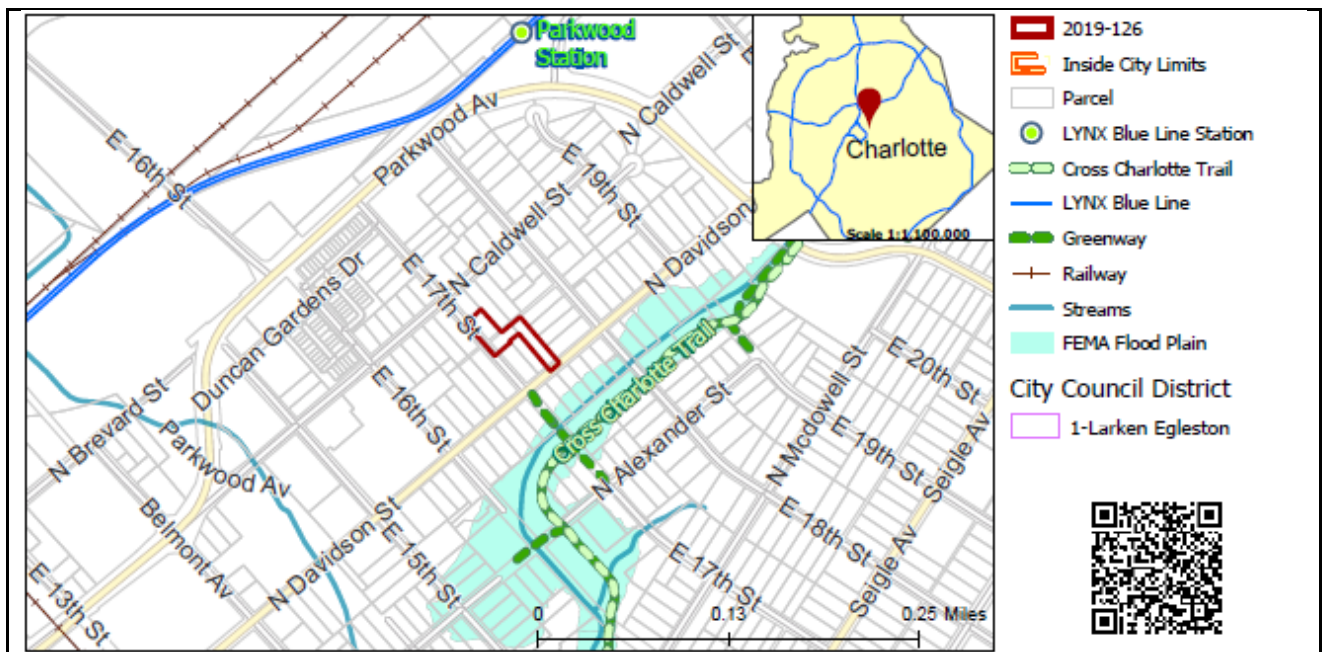 Parkwood
Station
N Caldwell St
E 16th St
Parkwood Av
E 19th St
N Caldwell St
N Davidson
E 17th St
Duncan Gardens Dr
Cross Charlotte Trail
E 20th St
N Brevard St
E 16th St
N Alexander St
N Mcdowell St
E 19th St
Seigle Av
Parkwood Av
Belmont Av
N Davidson St
E 15th St
E 18th St
E 17th St
Seigle Av
E 13th St
0 0.13 0.25 Miles
Charlotte
Scale 1:1,100,000
2019-126
Inside City Limits
Parcel
LYNX Blue Line Station
Cross Charlotte Trail
LYNX Blue Line
Greenway
Railway
Streams
FEMA Flood Plain
City Council District
1-Larken Egleston